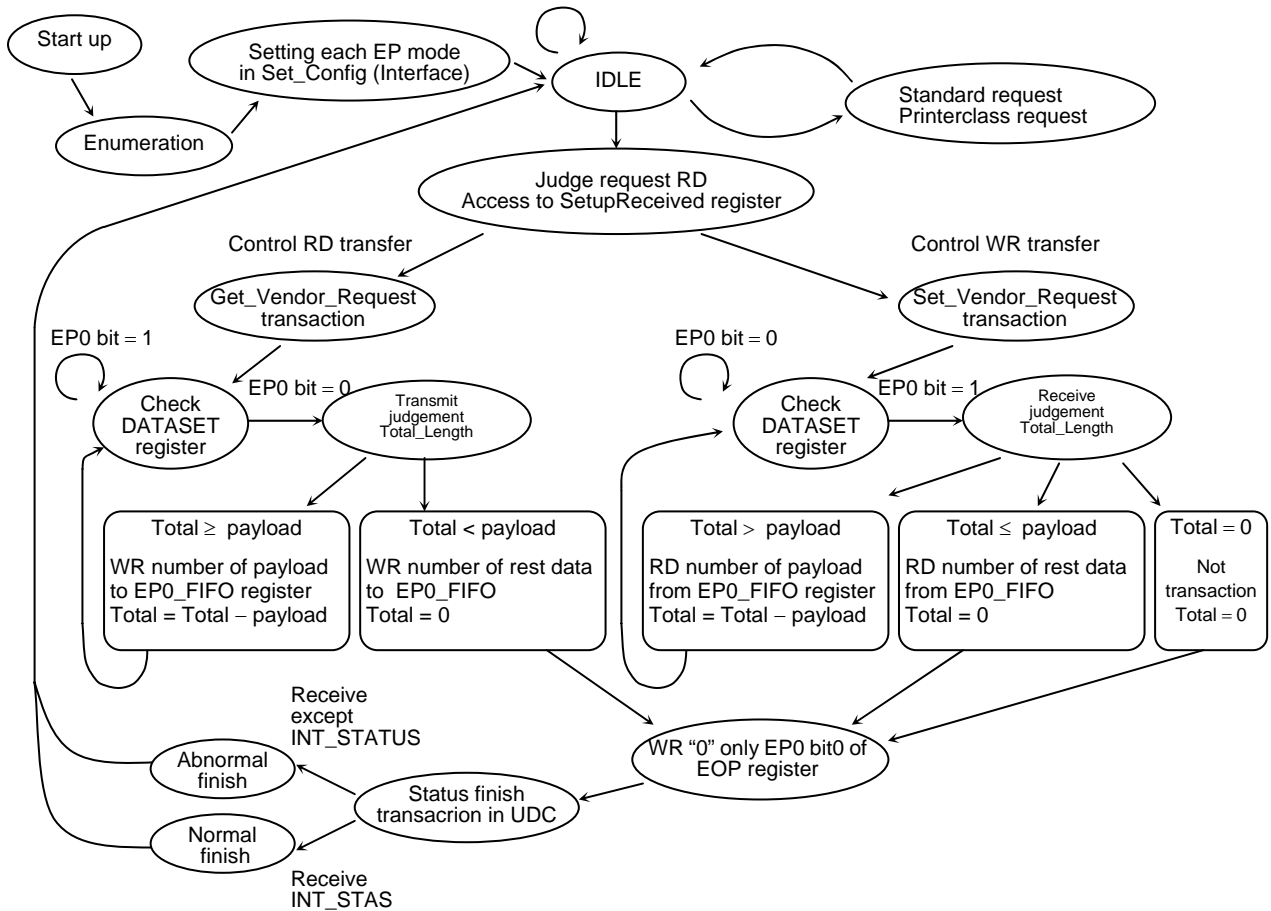 Start up
Setting each EP mode
in Set_Config (Interface)
IDLE
Standard request
Printerclass request
Enumeration
Judge request RD
Access to SetupReceived register
Control RD transfer
Control WR transfer
Get_Vendor_Request
transaction
Set_Vendor_Request
transaction
EP0 bit = 1
EP0 bit = 0
Check
DATASET
register
Transmit
judgement
Total_Length
EP0 bit = 0
EP0 bit = 1
Check
DATASET
register
Receive
judgement
Total_Length
Total ≥ payload
WR number of payload
to EP0_FIFO register
Total = Total − payload
Total < payload
WR number of rest data
to EP0_FIFO
Total = 0
Total > payload
RD number of payload
from EP0_FIFO register
Total = Total − payload
Total ≤ payload
RD number of rest data
from EP0_FIFO
Total = 0
Total = 0
Not
transaction
Total = 0
Receive
except
INT_STATUS
WR “0” only EP0 bit0 of
EOP register
Abnormal
finish
Status finish
transacrion in UDC
Normal
finish
Receive
INT_STAS